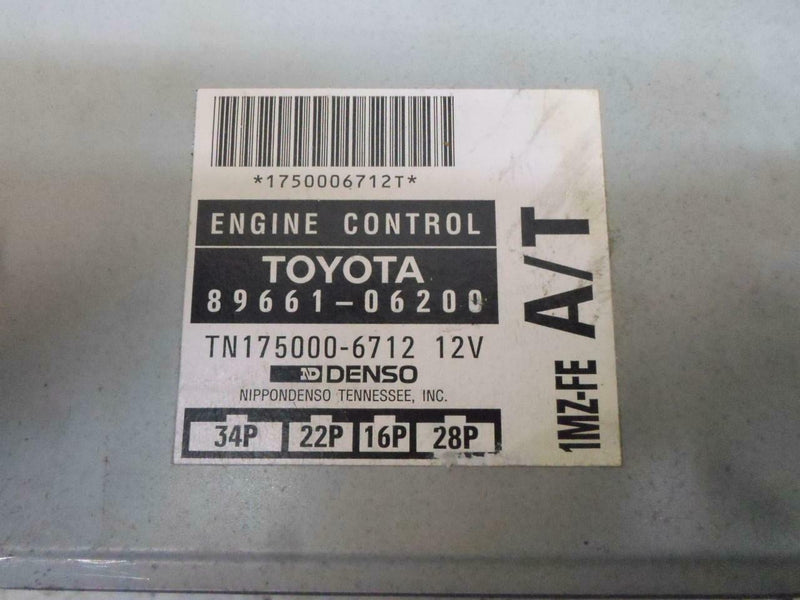 *1750006712T*
ENGINE CONTROL
TOYOTA
89661-06200
TN175000-6712 12V
ND DENSO
NIPPONDENSO TENNESSEE, INC.
34P 22P 16P 28P
1MZ-FE A/T